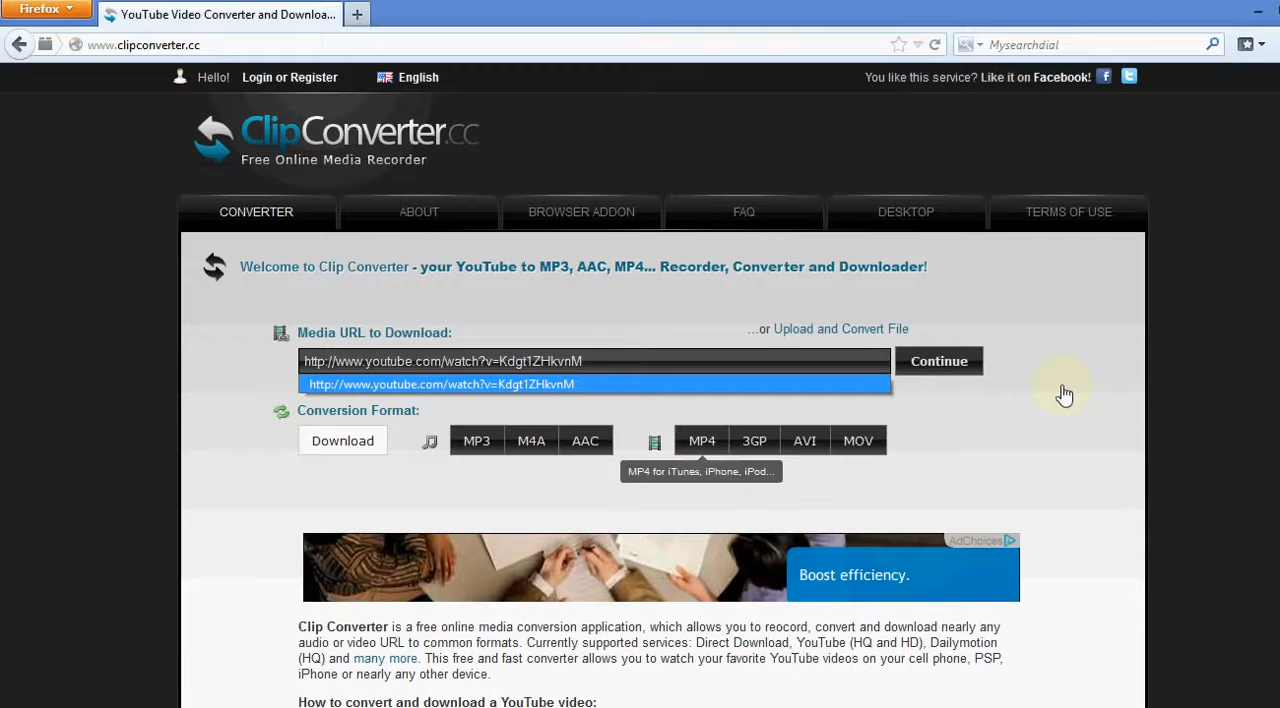 Firefox
YouTube Video Converter and Downloa...
www.clipconverter.cc
Mysearchdial
Hello! Login or Register English
You like this service? Like it on Facebook!
ClipConverter.cc
Free Online Media Recorder
CONVERTER ABOUT BROWSER ADDON FAQ DESKTOP TERMS OF USE
Welcome to Clip Converter - your YouTube to MP3, AAC, MP4... Recorder, Converter and Downloader!
Media URL to Download:
...or Upload and Convert File
http://www.youtube.com/watch?v=Kdgt1ZHkvnM
Continue
http://www.youtube.com/watch?v=Kdgt1ZHkvnM
Conversion Format:
Download MP3 M4A AAC MP4 3GP AVI MOV
MP4 for iTunes, iPhone, iPod...
AdChoices
Boost efficiency.
Clip Converter is a free online media conversion application, which allows you to reocord, convert and download nearly any
audio or video URL to common formats. Currently supported services: Direct Download, YouTube (HQ and HD), Dailymotion
(HQ) and many more. This free and fast converter allows you to watch your favorite YouTube videos on your cell phone, PSP,
iPhone or nearly any other device.
How to convert and download a YouTube video: